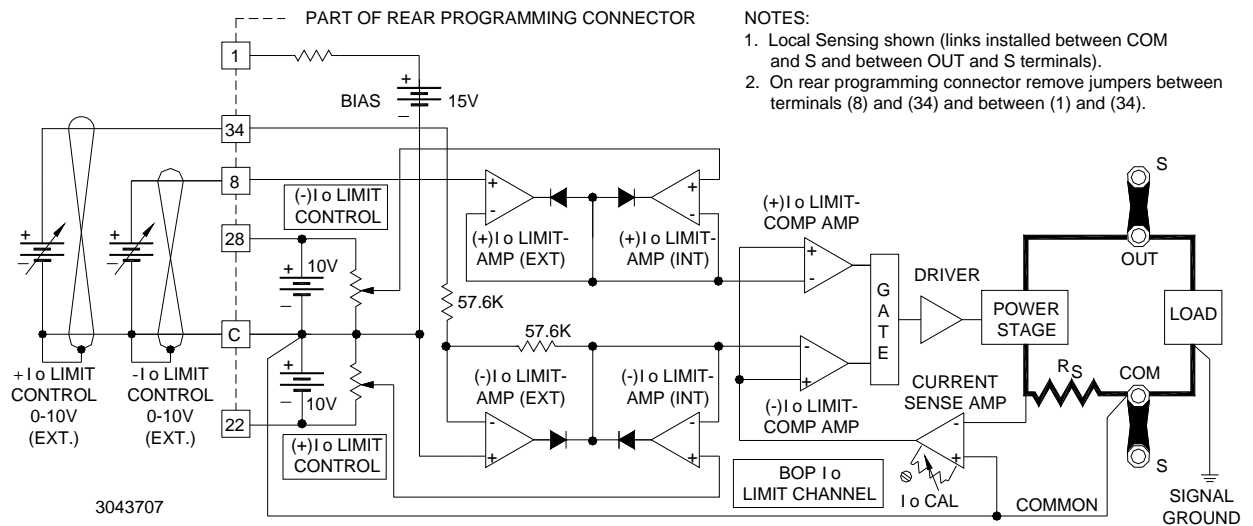 PART OF REAR PROGRAMMING CONNECTOR
NOTES:
1. Local Sensing shown (links installed between COM
and S and between OUT and S terminals).
2. On rear programming connector remove jumpers between
terminals (8) and (34) and between (1) and (34).
1
BIAS
15V
+
–
34
8
28
C
22
+
–
+
–
(-)I o LIMIT
CONTROL
+
10V
–
+
10V
–
(+)I o LIMIT
CONTROL
+I o LIMIT
CONTROL
0-10V
(EXT.)
-I o LIMIT
CONTROL
0-10V
(EXT.)
57.6K
57.6K
+
-
+
-
(+)I o LIMIT-
AMP (EXT)
(+)I o LIMIT-
AMP (INT)
(-)I o LIMIT-
AMP (EXT)
(-)I o LIMIT-
AMP (INT)
-
+
-
+
(+)I o LIMIT-
COMP AMP
+
-
-
+
(-)I o LIMIT-
COMP AMP
GATE
DRIVER
POWER
STAGE
S
OUT
LOAD
COM
RS
S
CURRENT
SENSE AMP
-
+
I o CAL
BOP I o
LIMIT CHANNEL
COMMON
SIGNAL
GROUND
3043707